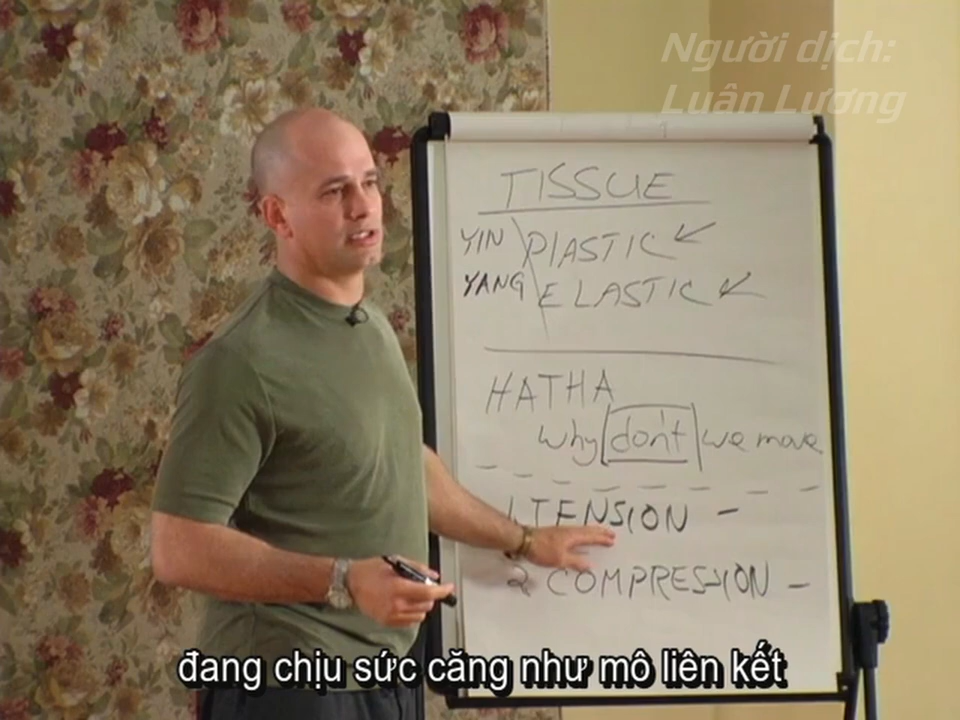 Người dịch:
Luân Lương
TISSUE
YIN PLASTIC
YANG ELASTIC
HATHA
why don't we move
1 TENSION -
2 COMPRESSION -
đang chịu sức căng như mô liên kết